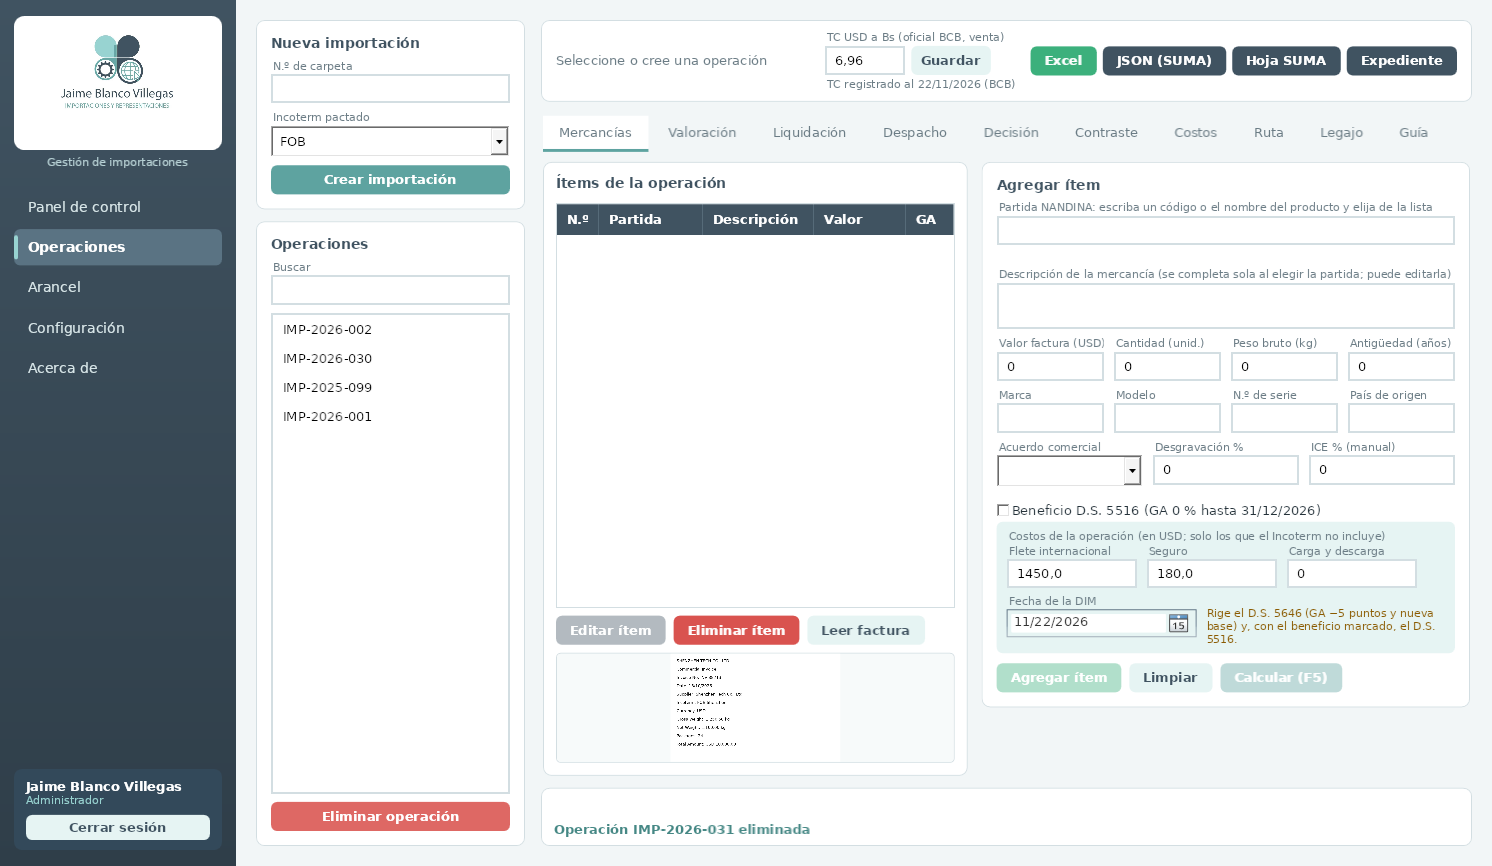 Jaime Blanco Villegas
IMPORTACIONES Y REPRESENTACIONES
Gestión de importaciones
Panel de control
Operaciones
Arancel
Configuración
Acerca de
Jaime Blanco Villegas
Administrador
Cerrar sesión
Nueva importación
N.º de carpeta
Incoterm pactado
FOB
Crear importación
Operaciones
Buscar
IMP-2026-002
IMP-2026-030
IMP-2025-099
IMP-2026-001
Eliminar operación
Seleccione o cree una operación
TC USD a Bs (oficial BCB, venta)
6,96
Guardar
TC registrado al 22/11/2026 (BCB)
Excel
JSON (SUMA)
Hoja SUMA
Expediente
Mercancías
Valoración
Liquidación
Despacho
Decisión
Contraste
Costos
Ruta
Legajo
Guía
Ítems de la operación
N.º Partida Descripción Valor GA
Editar ítem
Eliminar ítem
Leer factura
Agregar ítem
Partida NANDINA: escriba un código o el nombre del producto y elija de la lista
Descripción de la mercancía (se completa sola al elegir la partida; puede editarla)
Valor factura (USD) Cantidad (unid.) Peso bruto (kg) Antigüedad (años)
0 0 0 0
Marca Modelo N.º de serie País de origen
Acuerdo comercial Desgravación % ICE % (manual)
0 0
Beneficio D.S. 5516 (GA 0 % hasta 31/12/2026)
Costos de la operación (en USD; solo los que el Incoterm no incluye)
Flete internacional Seguro Carga y descarga
1450,0 180,0 0
Fecha de la DIM
11/22/2026
15
Rige el D.S. 5646 (GA −5 puntos y nueva
base) y, con el beneficio marcado, el D.S.
5516.
Agregar ítem
Limpiar
Calcular (F5)
Operación IMP-2026-031 eliminada